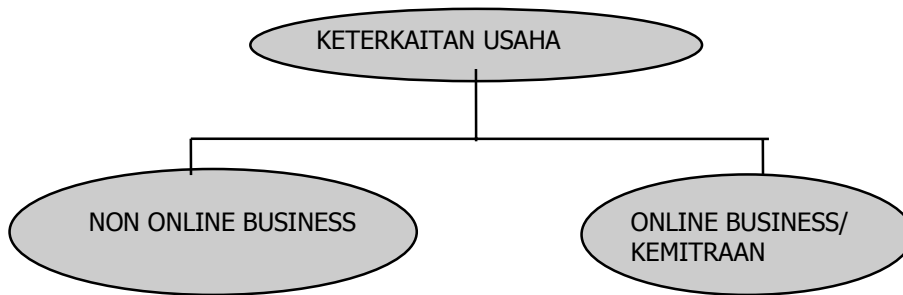 KETERKAITAN USAHA
NON ONLINE BUSINESS
ONLINE BUSINESS/
KEMITRAAN